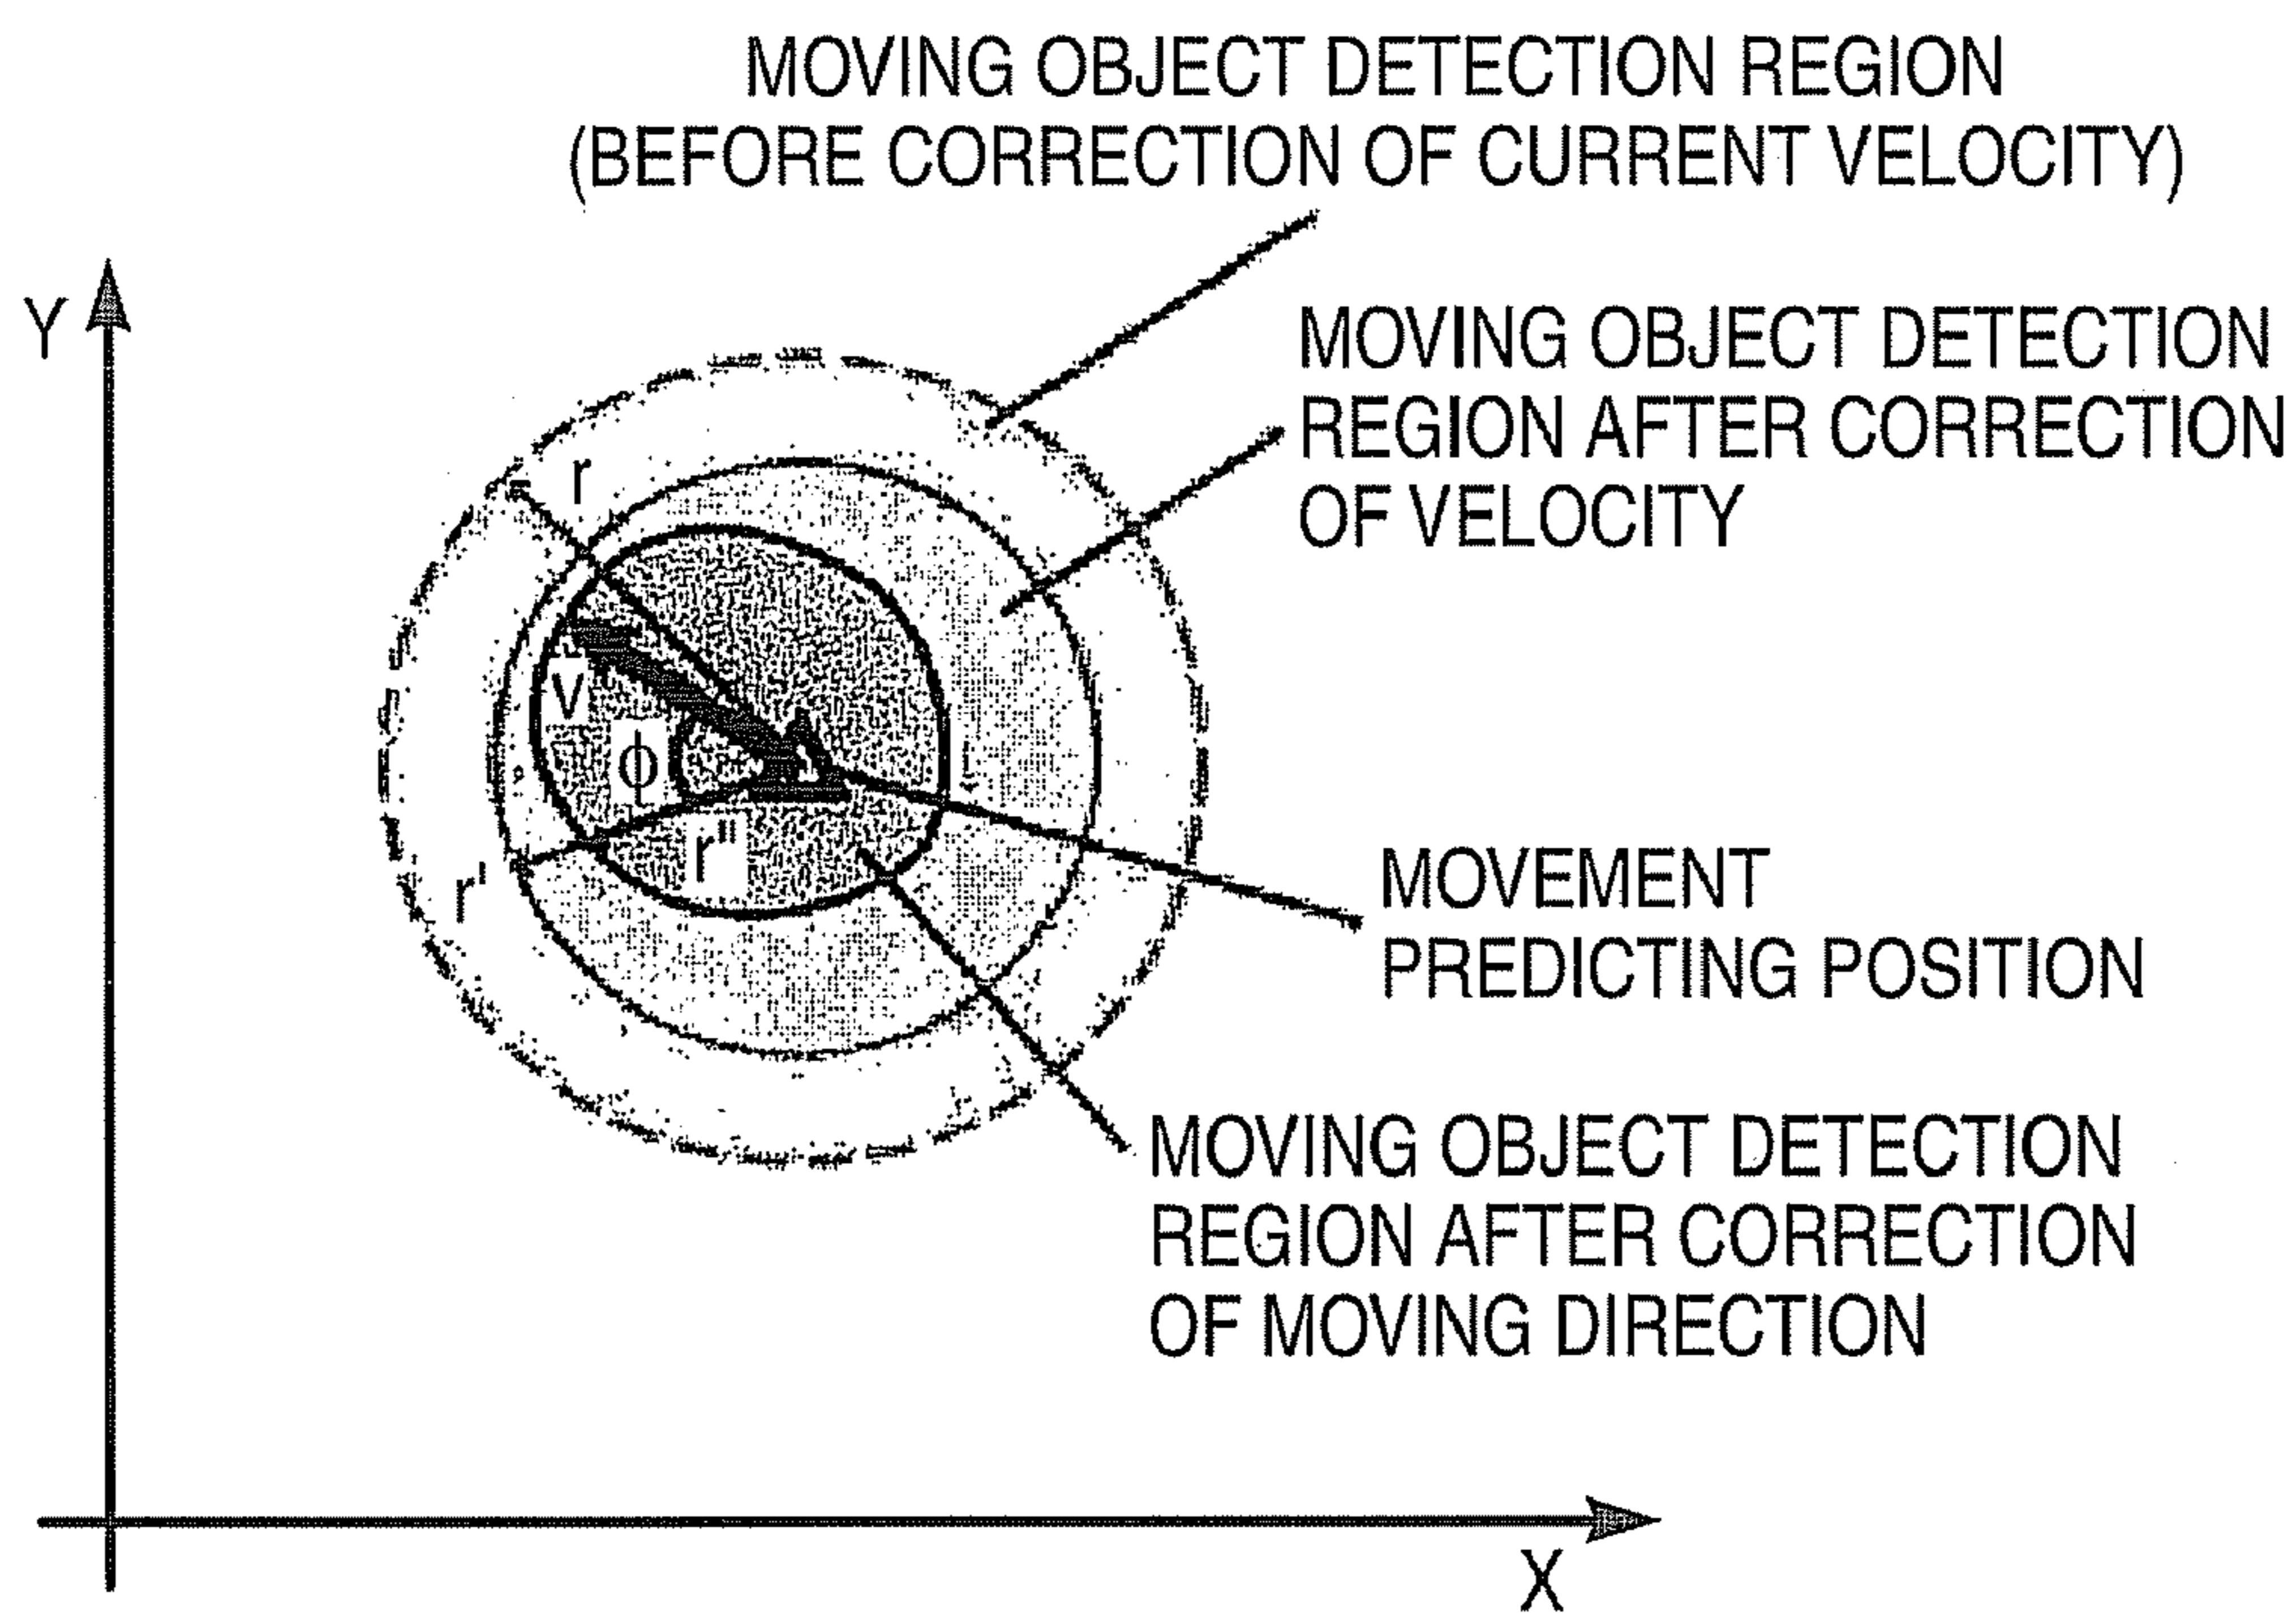 MOVING OBJECT DETECTION REGION
(BEFORE CORRECTION OF CURRENT VELOCITY)
Y
MOVING OBJECT DETECTION
REGION AFTER CORRECTION
OF VELOCITY
r
V
ϕ
r"
r'
MOVEMENT
PREDICTING POSITION
MOVING OBJECT DETECTION
REGION AFTER CORRECTION
OF MOVING DIRECTION
X